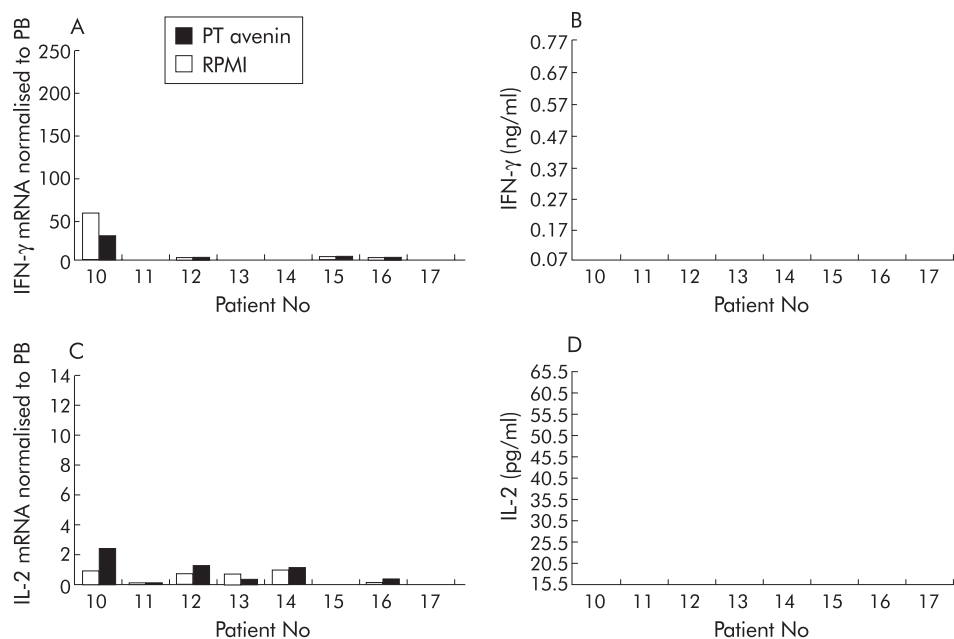 A
IFN-γ mRNA normalised to PB
250
200
150
100
50
0
PT avenin
RPMI
10 11 12 13 14 15 16 17
Patient No
B
IFN-γ (ng/ml)
0.77
0.67
0.57
0.47
0.37
0.27
0.17
0.07
10 11 12 13 14 15 16 17
Patient No
C
IL-2 mRNA normalised to PB
14
12
10
8
6
4
2
0
10 11 12 13 14 15 16 17
Patient No
D
IL-2 (pg/ml)
65.5
60.5
55.5
50.5
45.5
40.5
35.5
30.5
25.5
20.5
15.5
10 11 12 13 14 15 16 17
Patient No